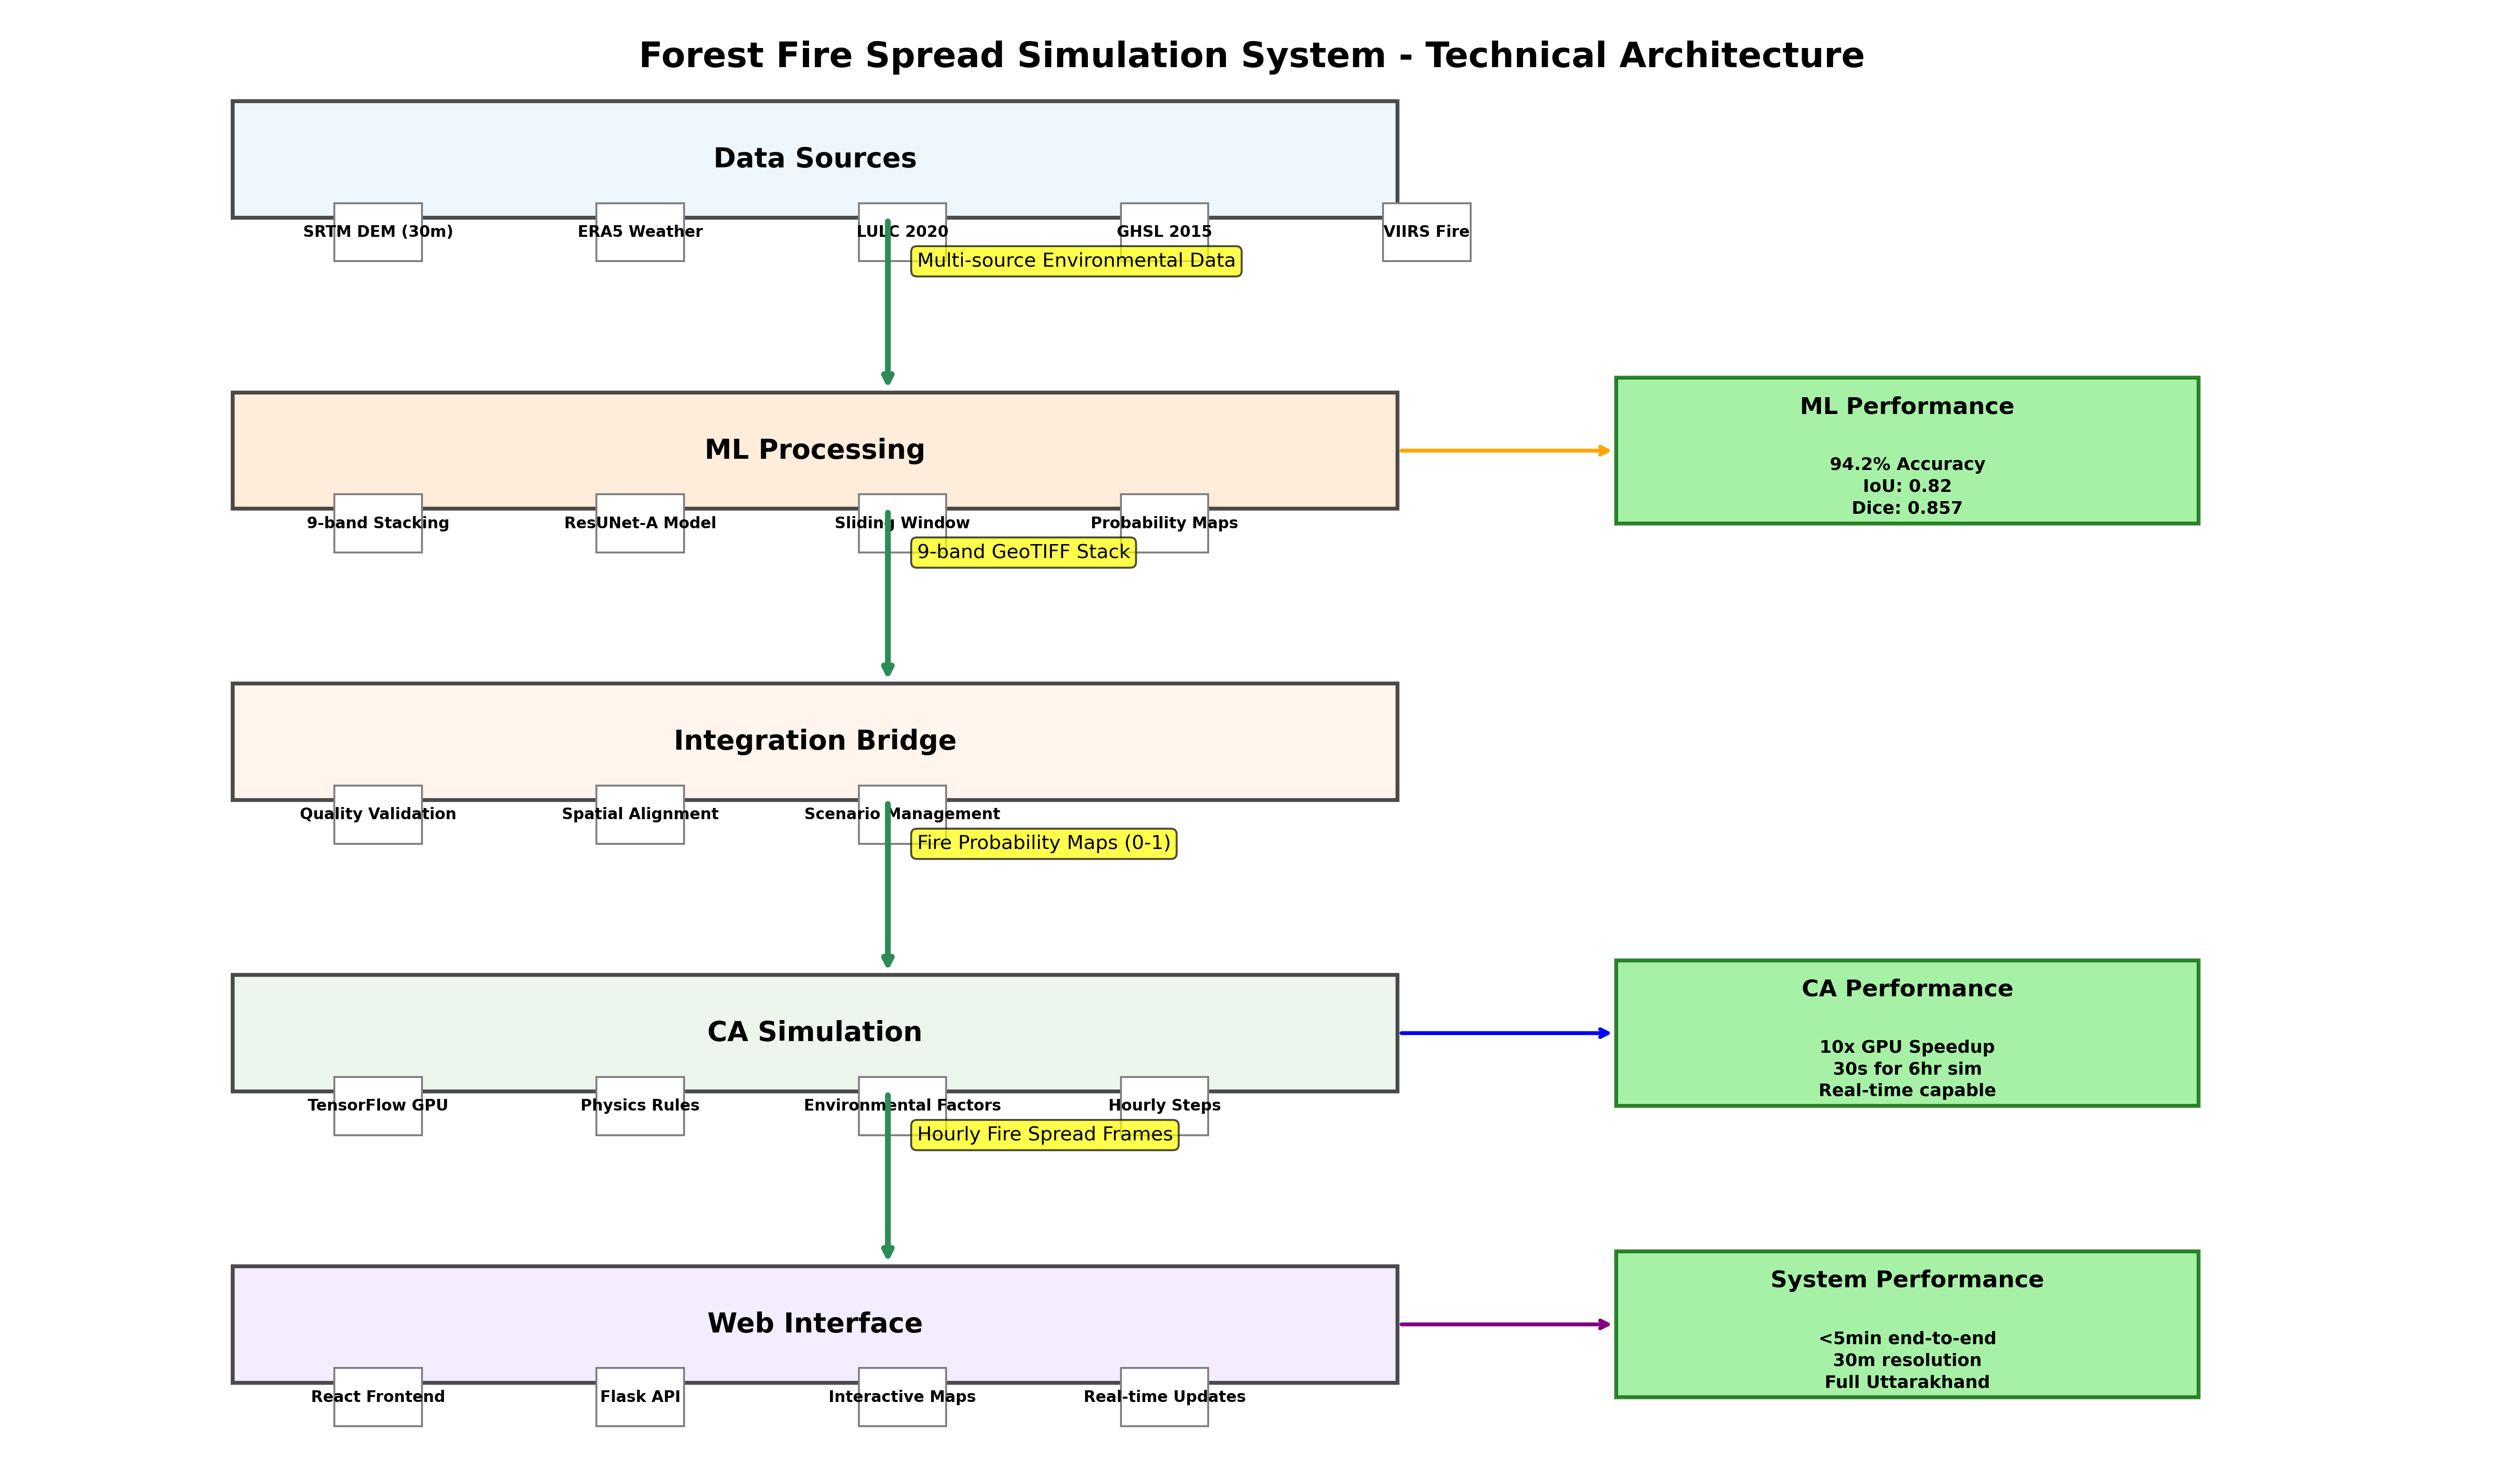 Forest Fire Spread Simulation System - Technical Architecture
Data Sources
SRTM DEM (30m)
ERA5 Weather
LULC 2020
GHSL 2015
VIIRS Fire
Multi-source Environmental Data
ML Processing
ML Performance
94.2% Accuracy
IoU: 0.82
Dice: 0.857
9-band Stacking
ResUNet-A Model
Sliding Window
Probability Maps
9-band GeoTIFF Stack
Integration Bridge
Quality Validation
Spatial Alignment
Scenario Management
Fire Probability Maps (0-1)
CA Simulation
CA Performance
10x GPU Speedup
30s for 6hr sim
Real-time capable
TensorFlow GPU
Physics Rules
Environmental Factors
Hourly Steps
Hourly Fire Spread Frames
Web Interface
System Performance
<5min end-to-end
30m resolution
Full Uttarakhand
React Frontend
Flask API
Interactive Maps
Real-time Updates